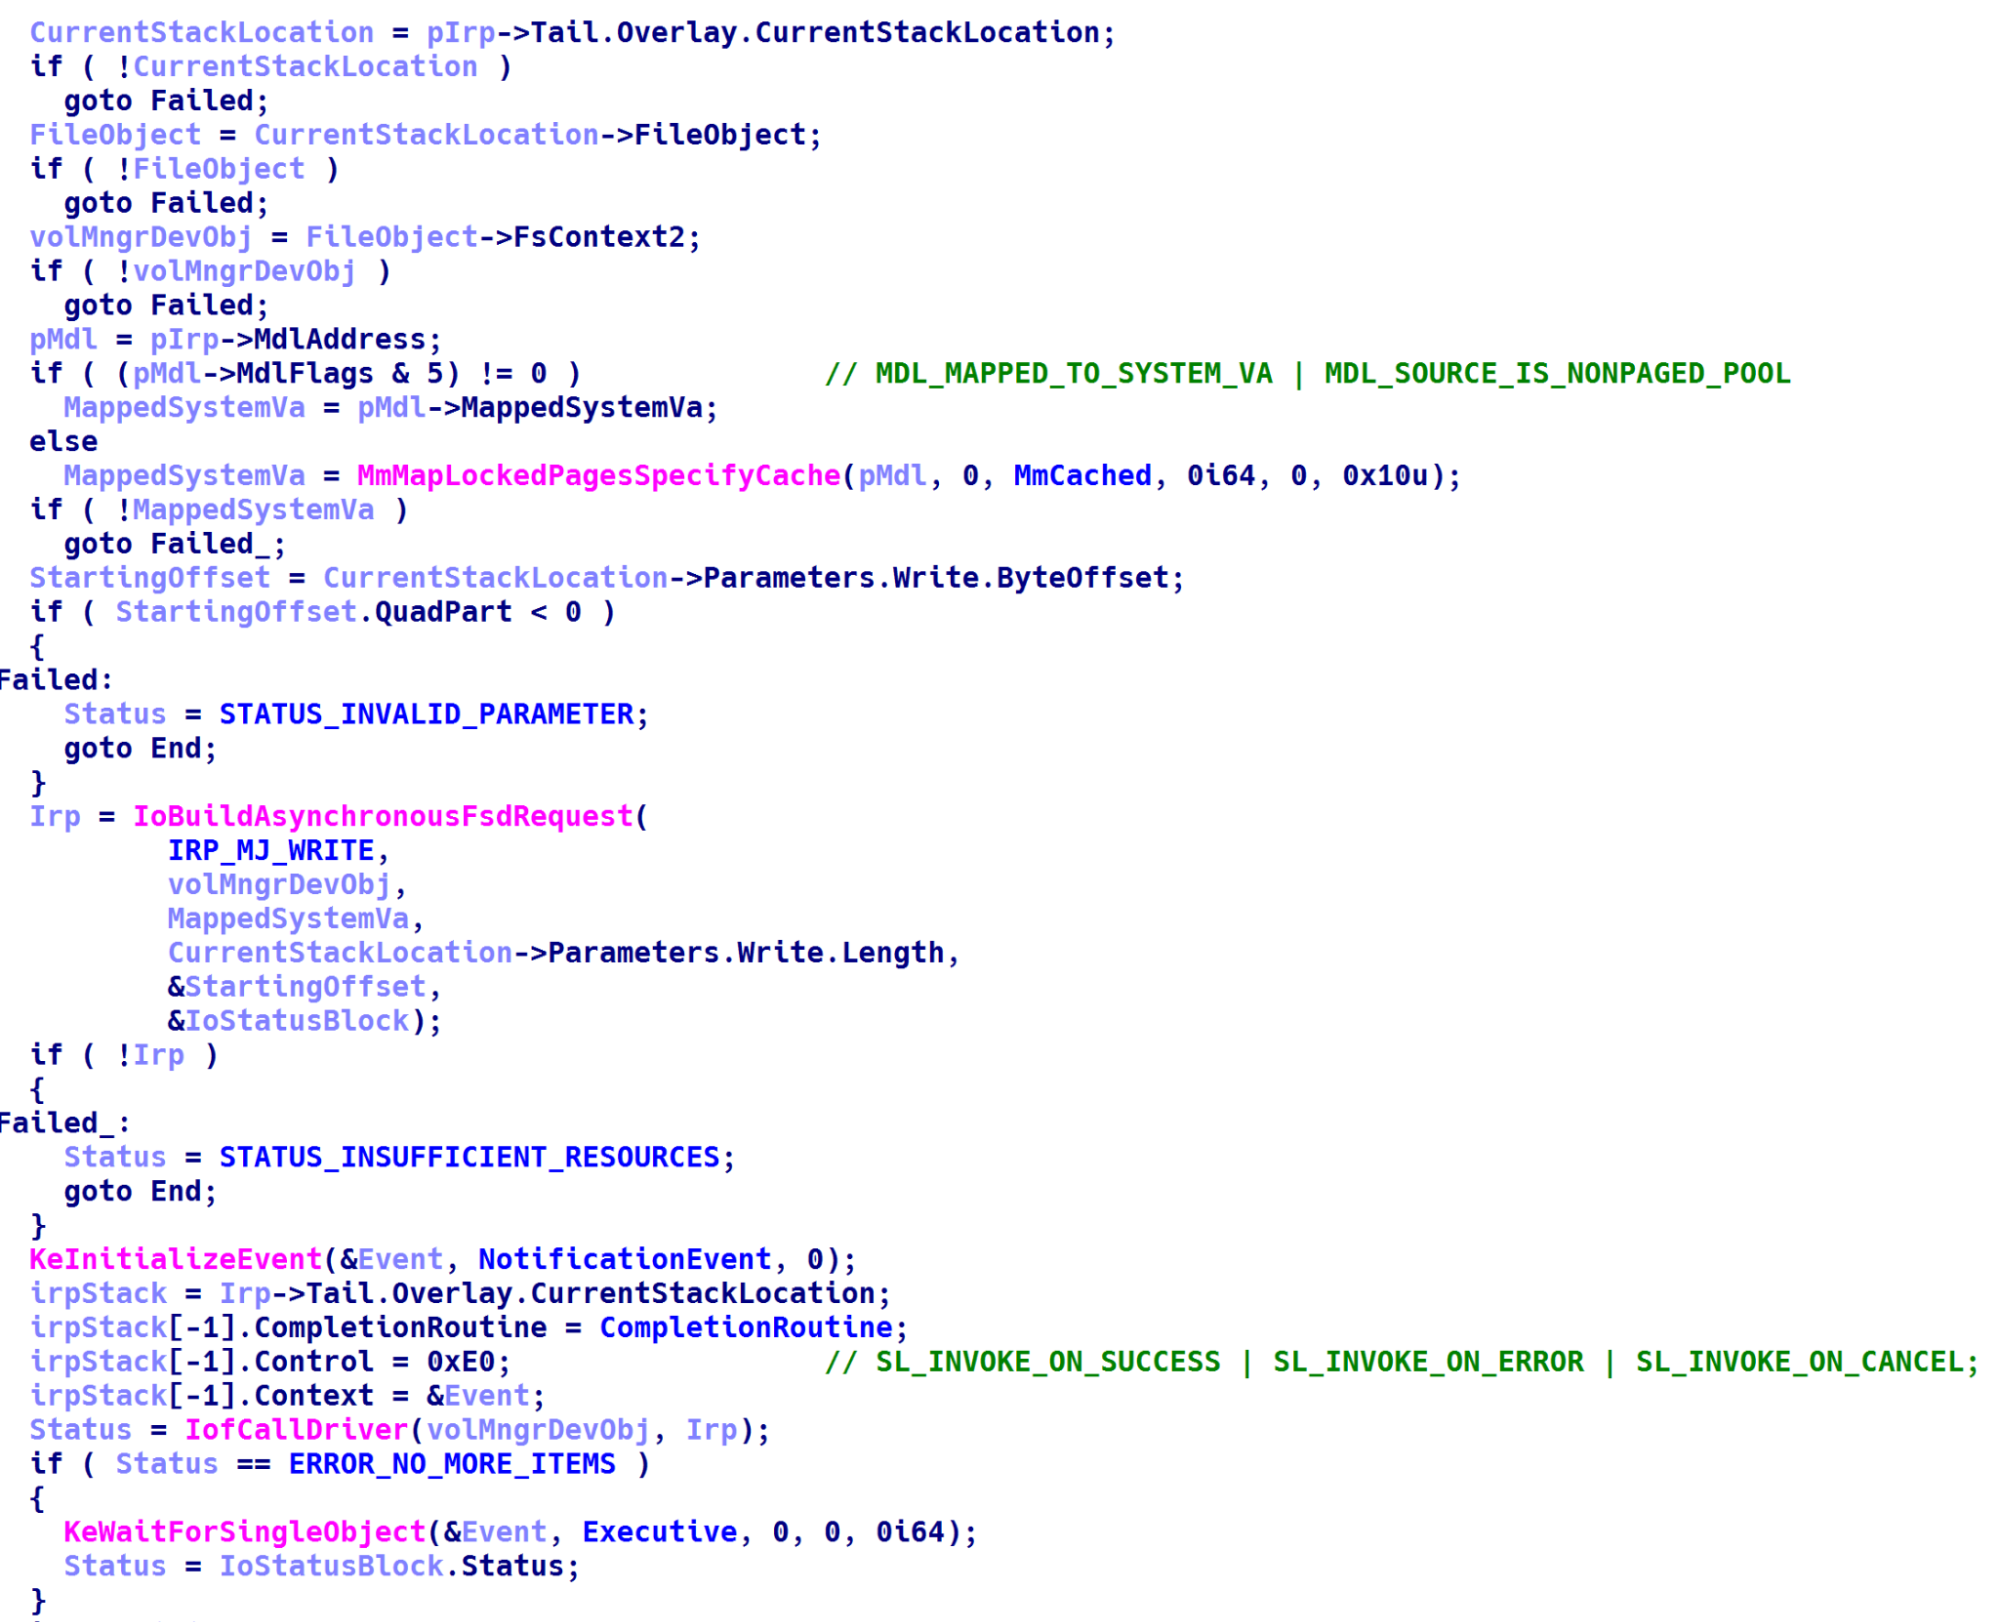 CurrentStackLocation = pIrp->Tail.Overlay.CurrentStackLocation;
if ( !CurrentStackLocation )
goto Failed;
FileObject = CurrentStackLocation->FileObject;
if ( !FileObject )
goto Failed;
volMngrDevObj = FileObject->FsContext2;
if ( !volMngrDevObj )
goto Failed;
pMdl = pIrp->MdlAddress;
if ( (pMdl->MdlFlags & 5) != 0 ) // MDL_MAPPED_TO_SYSTEM_VA | MDL_SOURCE_IS_NONPAGED_POOL
MappedSystemVa = pMdl->MappedSystemVa;
else
MappedSystemVa = MmMapLockedPagesSpecifyCache(pMdl, 0, MmCached, 0i64, 0, 0x10u);
if ( !MappedSystemVa )
goto Failed_;
StartingOffset = CurrentStackLocation->Parameters.Write.ByteOffset;
if ( StartingOffset.QuadPart < 0 )
{
Failed:
Status = STATUS_INVALID_PARAMETER;
goto End;
}
Irp = IoBuildAsynchronousFsdRequest(
IRP_MJ_WRITE,
volMngrDevObj,
MappedSystemVa,
CurrentStackLocation->Parameters.Write.Length,
&StartingOffset,
&IoStatusBlock);
if ( !Irp )
{
Failed_:
Status = STATUS_INSUFFICIENT_RESOURCES;
goto End;
}
KeInitializeEvent(&Event, NotificationEvent, 0);
irpStack = Irp->Tail.Overlay.CurrentStackLocation;
irpStack[-1].CompletionRoutine = CompletionRoutine;
irpStack[-1].Control = 0xE0; // SL_INVOKE_ON_SUCCESS | SL_INVOKE_ON_ERROR | SL_INVOKE_ON_CANCEL;
irpStack[-1].Context = &Event;
Status = IofCallDriver(volMngrDevObj, Irp);
if ( Status == ERROR_NO_MORE_ITEMS )
{
KeWaitForSingleObject(&Event, Executive, 0, 0, 0i64);
Status = IoStatusBlock.Status;
}